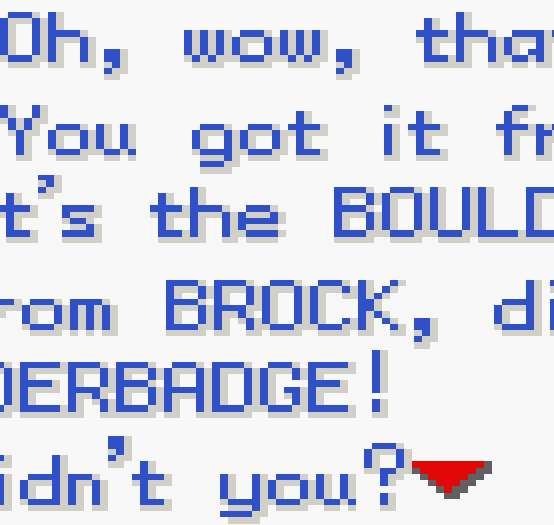 Oh, wow, tha
You got it fr
t's the BOULD
rom BROCK, di
DERBADGE!
idn't you?